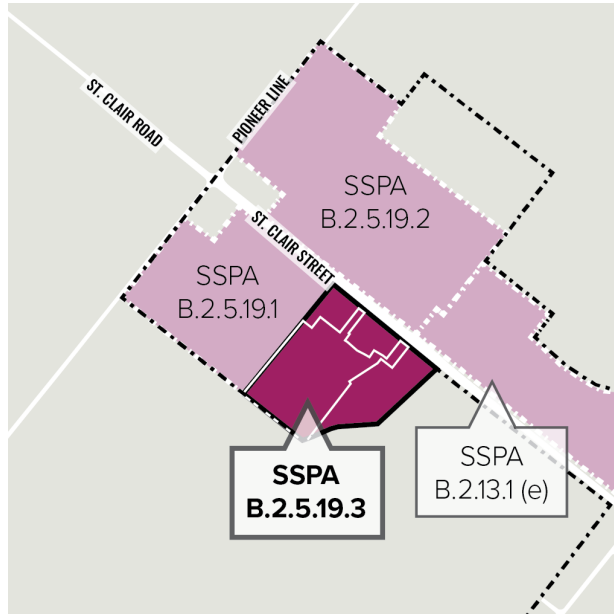 ST. CLAIR ROAD
PIONEER LINE
SSPA
B.2.5.19.2
ST. CLAIR STREET
SSPA
B.2.5.19.1
SSPA
B.2.5.19.3
SSPA
B.2.13.1 (e)